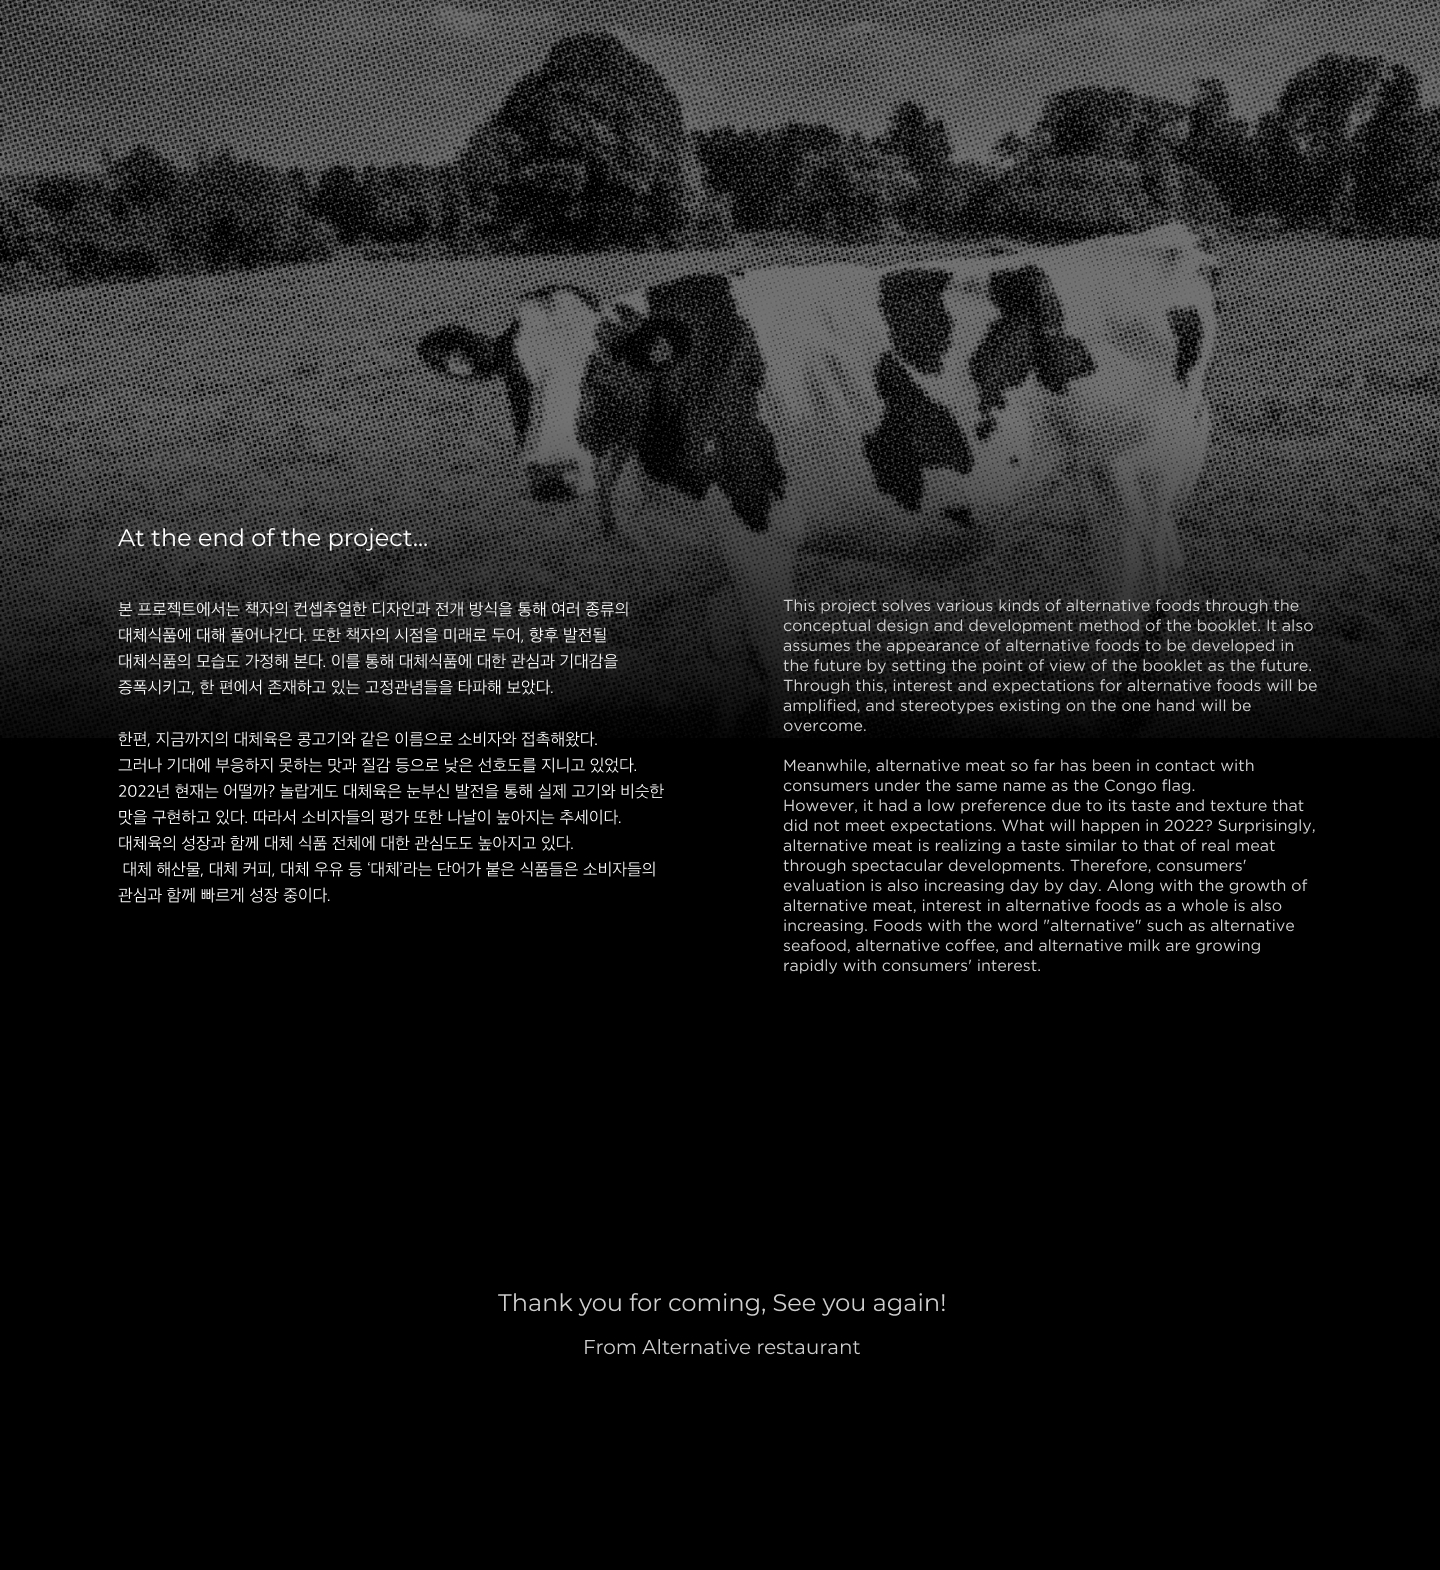 At the end of the project...
본 프로젝트에서는 책자의 컨셉추얼한 디자인과 전개 방식을 통해 여러 종류의
대체식품에 대해 풀어나간다. 또한 책자의 시점을 미래로 두어, 향후 발전될
대체식품의 모습도 가정해 본다. 이를 통해 대체식품에 대한 관심과 기대감을
증폭시키고, 한 편에서 존재하고 있는 고정관념들을 타파해 보았다.
한편, 지금까지의 대체육은 콩고기와 같은 이름으로 소비자와 접촉해왔다.
그러나 기대에 부응하지 못하는 맛과 질감 등으로 낮은 선호도를 지니고 있었다.
2022년 현재는 어떨까? 놀랍게도 대체육은 눈부신 발전을 통해 실제 고기와 비슷한
맛을 구현하고 있다. 따라서 소비자들의 평가 또한 나날이 높아지는 추세이다.
대체육의 성장과 함께 대체 식품 전체에 대한 관심도도 높아지고 있다.
대체 해산물, 대체 커피, 대체 우유 등 ‘대체’라는 단어가 붙은 식품들은 소비자들의
관심과 함께 빠르게 성장 중이다.
This project solves various kinds of alternative foods through the
conceptual design and development method of the booklet. It also
assumes the appearance of alternative foods to be developed in
the future by setting the point of view of the booklet as the future.
Through this, interest and expectations for alternative foods will be
amplified, and stereotypes existing on the one hand will be
overcome.
Meanwhile, alternative meat so far has been in contact with
consumers under the same name as the Congo flag.
However, it had a low preference due to its taste and texture that
did not meet expectations. What will happen in 2022? Surprisingly,
alternative meat is realizing a taste similar to that of real meat
through spectacular developments. Therefore, consumers'
evaluation is also increasing day by day. Along with the growth of
alternative meat, interest in alternative foods as a whole is also
increasing. Foods with the word "alternative" such as alternative
seafood, alternative coffee, and alternative milk are growing
rapidly with consumers' interest.
Thank you for coming, See you again!
From Alternative restaurant